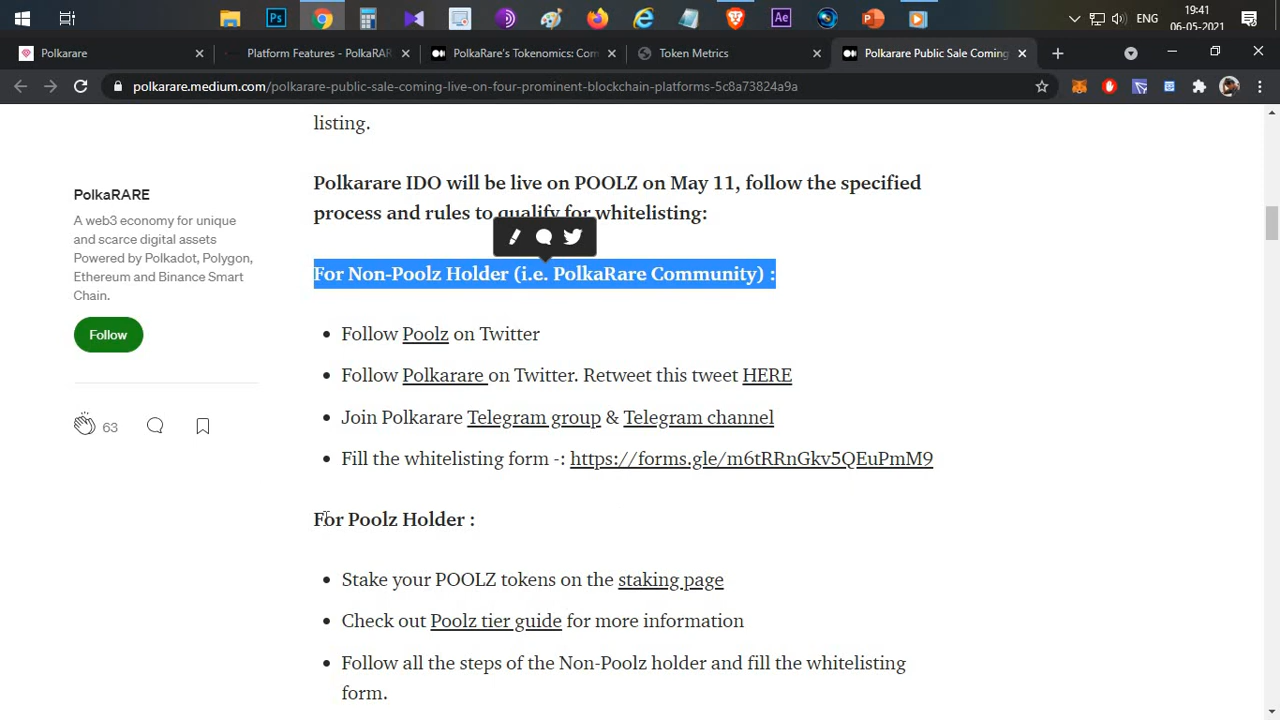 19:41
ENG
06-05-2021
Polkarare
Platform Features - PolkaRAR
PolkaRare's Tokenomics: Com
Token Metrics
Polkarare Public Sale Coming
polkarare.medium.com/polkarare-public-sale-coming-live-on-four-prominent-blockchain-platforms-5c8a73824a9a
listing.
PolkaRARE
A web3 economy for unique
and scarce digital assets
Powered by Polkadot, Polygon,
Ethereum and Binance Smart
Chain.
Follow
63
Polkarare IDO will be live on POOLZ on May 11, follow the specified
process and rules to qualify for whitelisting:
For Non-Poolz Holder (i.e. PolkaRare Community) :
• Follow Poolz on Twitter
• Follow Polkarare on Twitter. Retweet this tweet HERE
• Join Polkarare Telegram group & Telegram channel
• Fill the whitelisting form -: https://forms.gle/m6tRRnGkv5QEuPmM9
For Poolz Holder :
• Stake your POOLZ tokens on the staking page
• Check out Poolz tier guide for more information
• Follow all the steps of the Non-Poolz holder and fill the whitelisting
form.